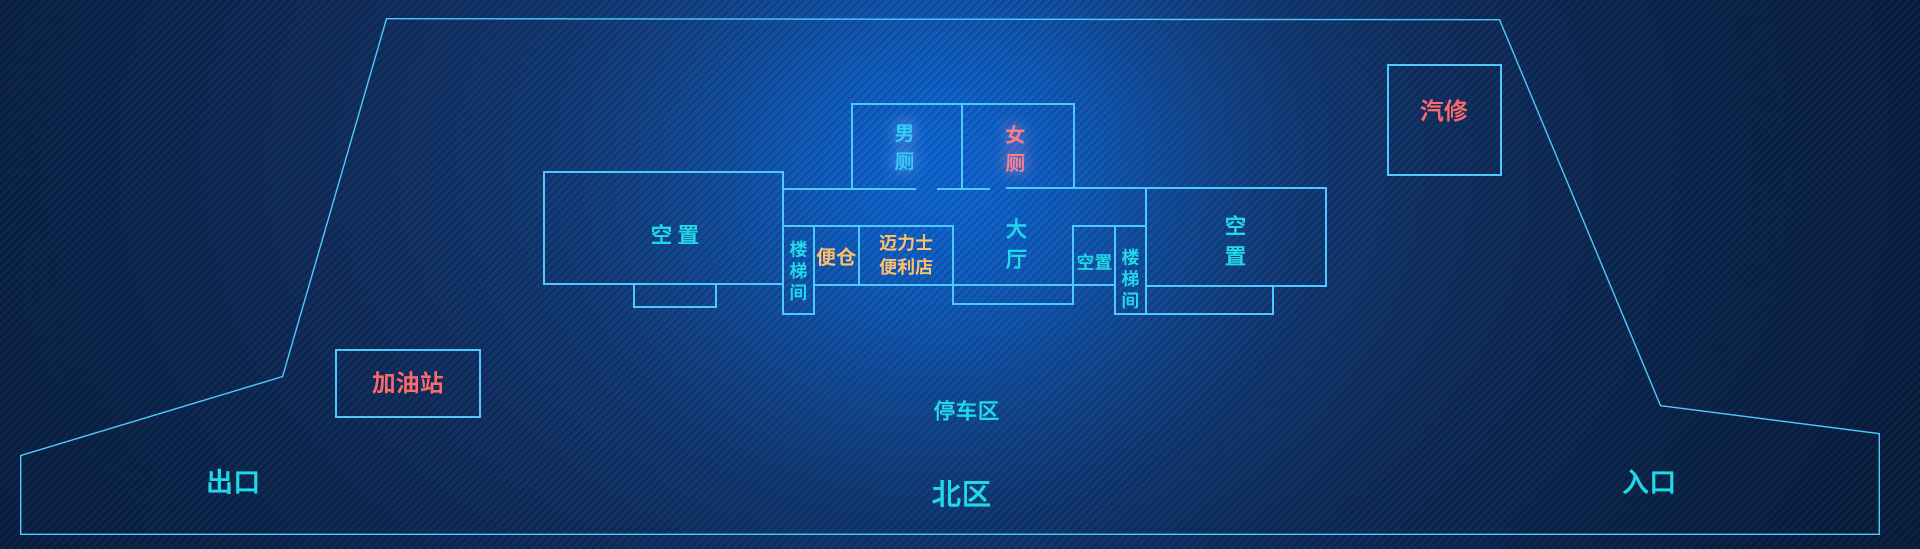 汽修
男
厕
女
厕
空置
楼
梯
间
便仓
迈力士
便利店
大
厅
空置
楼
梯
间
空
置
加油站
停车区
出口
北区
入口